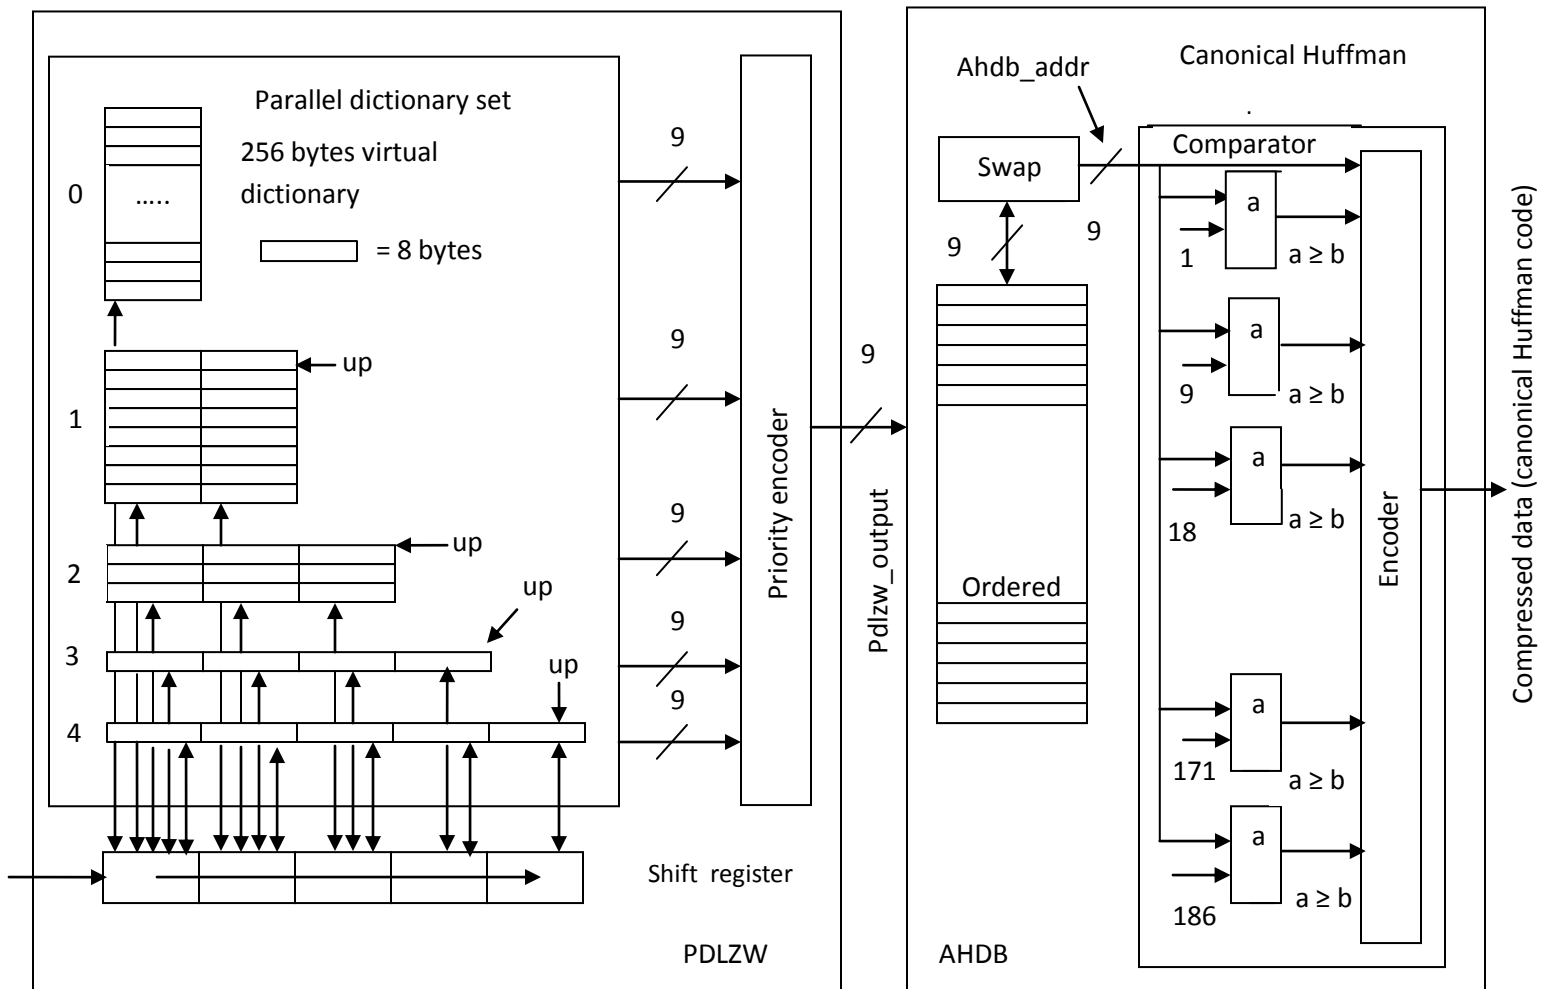 Parallel dictionary set
256 bytes virtual
dictionary
= 8 bytes
0
.....
1
up
2
up
3
up
4
up
Shift register
PDLZW
9
9
9
9
9
Priority encoder
9
Pdlzw_output
Ahdb_addr
Swap
9
9
Ordered
AHDB
Canonical Huffman
.
Comparator
a
1
a ≥ b
a
9
a ≥ b
a
18
a ≥ b
a
171
a ≥ b
a
186
a ≥ b
Encoder
Compressed data (canonical Huffman code)